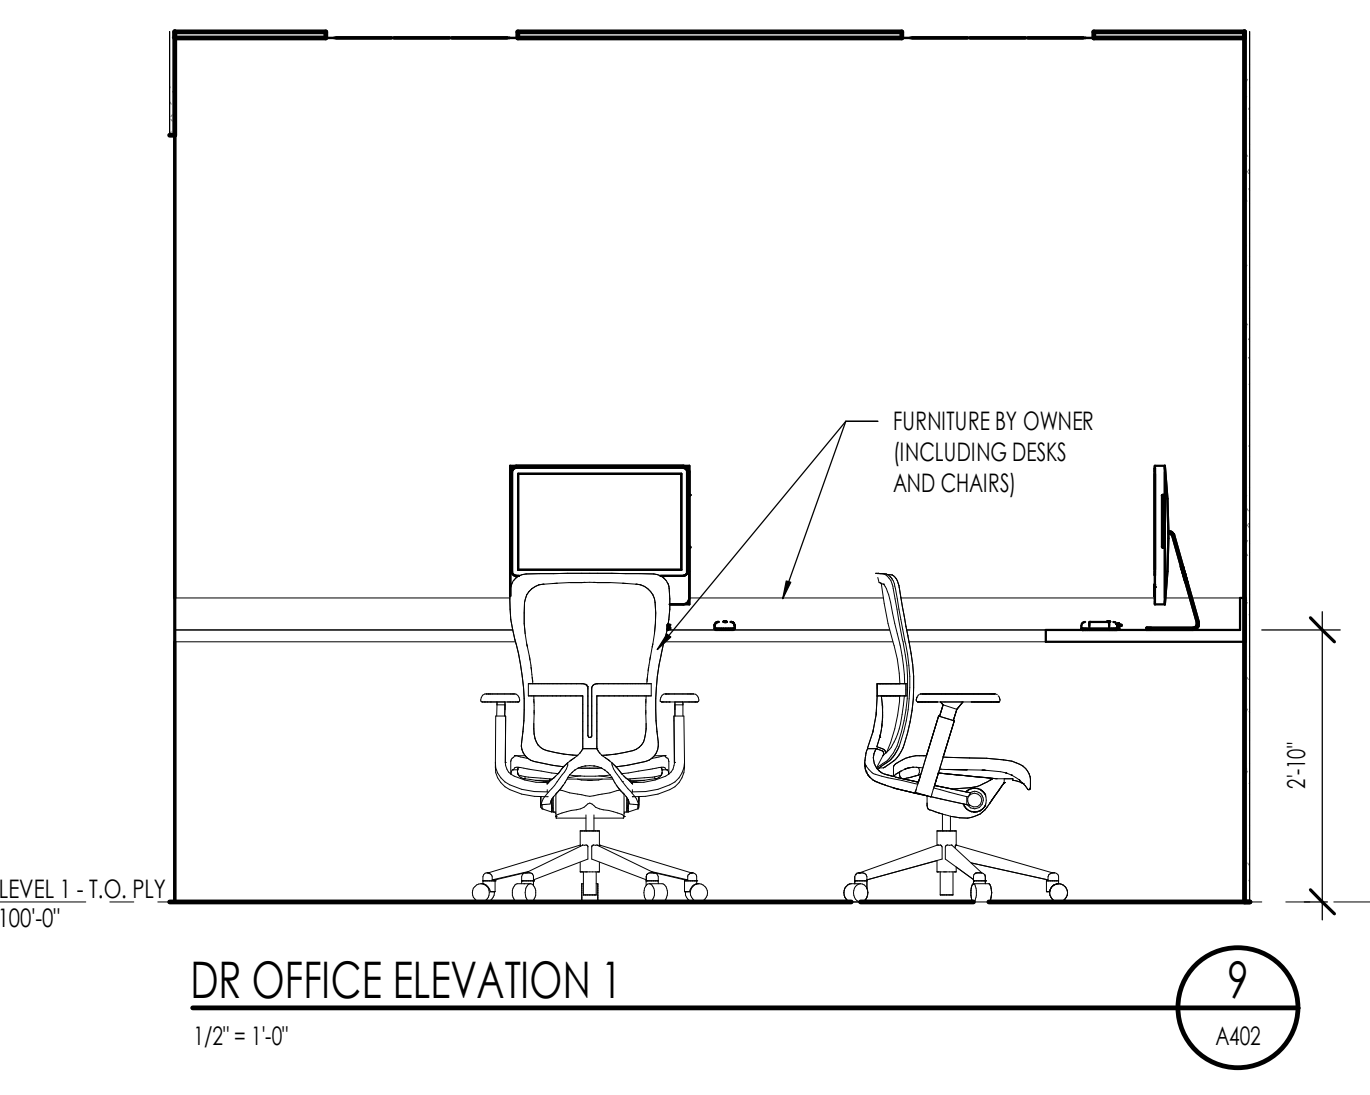 FURNITURE BY OWNER
(INCLUDING DESKS
AND CHAIRS)
2'-10"
LEVEL 1 - T.O. PLY
100'-0"
DR OFFICE ELEVATION 1
9
1/2" = 1'-0"
A402